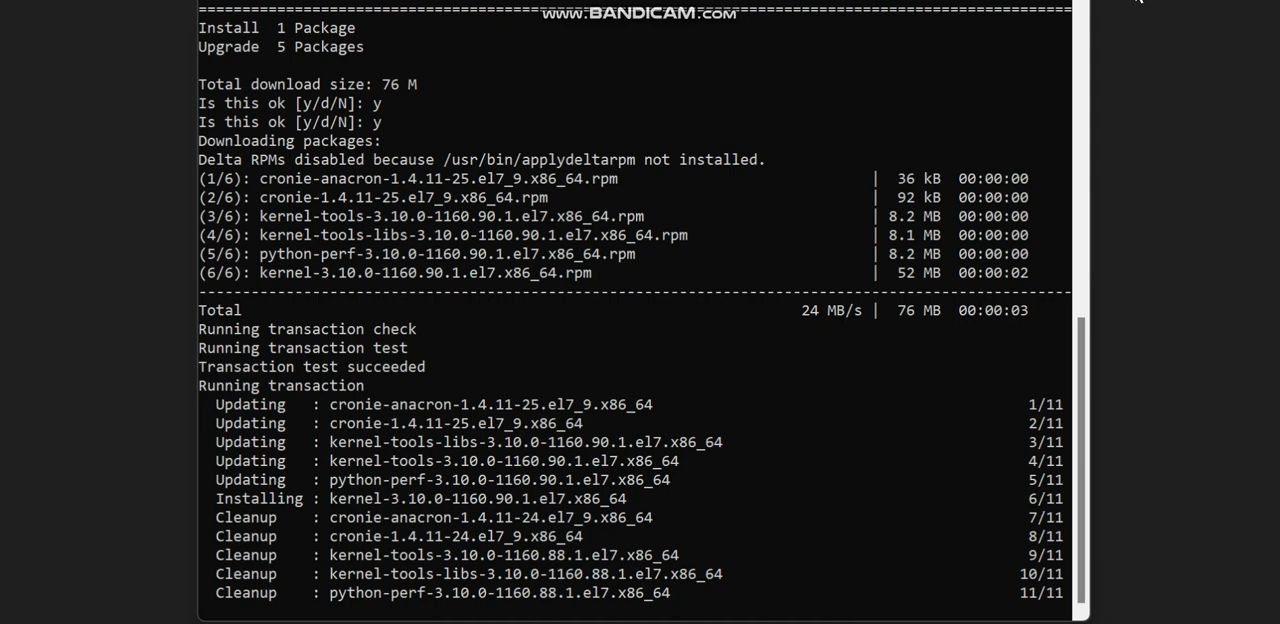 ================================================================================
www.BANDICAM.com
Install  1 Package
Upgrade  5 Packages
Total download size: 76 M
Is this ok [y/d/N]: y
Is this ok [y/d/N]: y
Downloading packages:
Delta RPMs disabled because /usr/bin/applydeltarpm not installed.
(1/6): cronie-anacron-1.4.11-25.el7_9.x86_64.rpm | 36 kB 00:00:00
(2/6): cronie-1.4.11-25.el7_9.x86_64.rpm | 92 kB 00:00:00
(3/6): kernel-tools-3.10.0-1160.90.1.el7.x86_64.rpm | 8.2 MB 00:00:00
(4/6): kernel-tools-libs-3.10.0-1160.90.1.el7.x86_64.rpm | 8.1 MB 00:00:00
(5/6): python-perf-3.10.0-1160.90.1.el7.x86_64.rpm | 8.2 MB 00:00:00
(6/6): kernel-3.10.0-1160.90.1.el7.x86_64.rpm | 52 MB 00:00:02
--------------------------------------------------------------------------------
Total 24 MB/s | 76 MB 00:00:03
Running transaction check
Running transaction test
Transaction test succeeded
Running transaction
Updating : cronie-anacron-1.4.11-25.el7_9.x86_64 1/11
Updating : cronie-1.4.11-25.el7_9.x86_64 2/11
Updating : kernel-tools-libs-3.10.0-1160.90.1.el7.x86_64 3/11
Updating : kernel-tools-3.10.0-1160.90.1.el7.x86_64 4/11
Updating : python-perf-3.10.0-1160.90.1.el7.x86_64 5/11
Installing : kernel-3.10.0-1160.90.1.el7.x86_64 6/11
Cleanup : cronie-anacron-1.4.11-24.el7_9.x86_64 7/11
Cleanup : cronie-1.4.11-24.el7_9.x86_64 8/11
Cleanup : kernel-tools-3.10.0-1160.88.1.el7.x86_64 9/11
Cleanup : kernel-tools-libs-3.10.0-1160.88.1.el7.x86_64 10/11
Cleanup : python-perf-3.10.0-1160.88.1.el7.x86_64 11/11